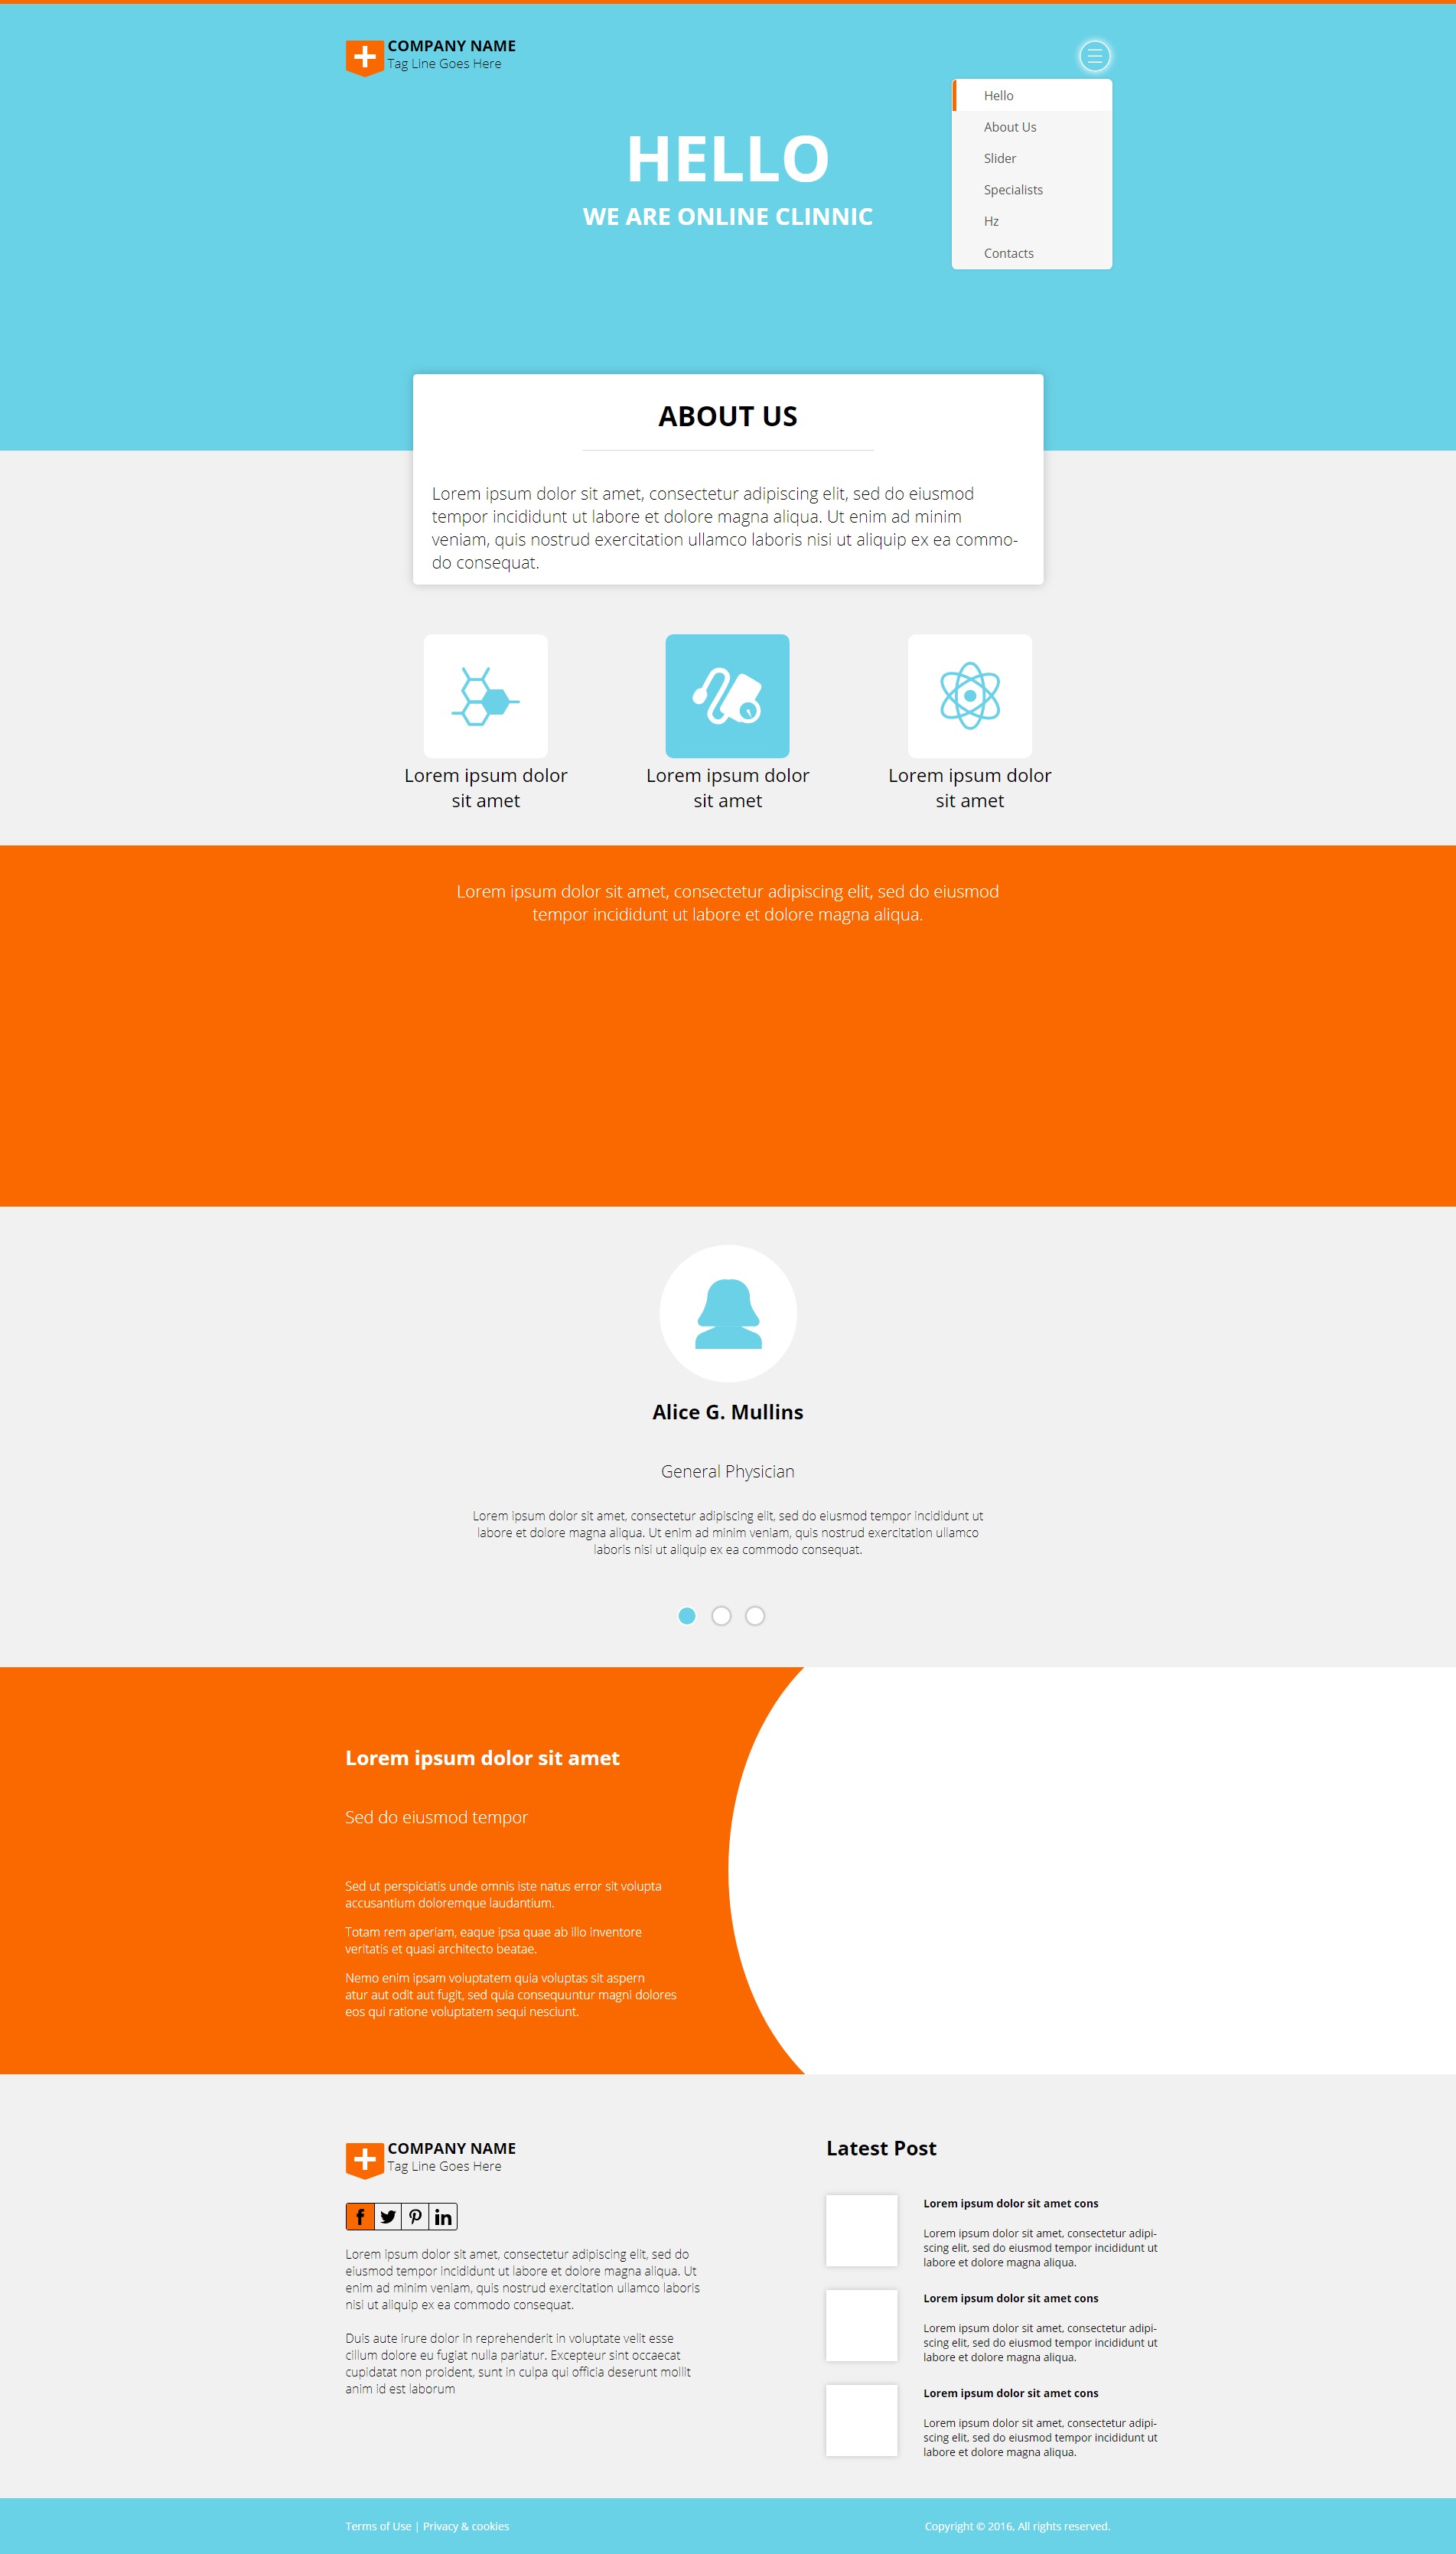 COMPANY NAME
Tag Line Goes Here
Hello
About Us
Slider
Specialists
Hz
Contacts
HELLO
WE ARE ONLINE CLINNIC
ABOUT US
Lorem ipsum dolor sit amet, consectetur adipiscing elit, sed do eiusmod
tempor incididunt ut labore et dolore magna aliqua. Ut enim ad minim
veniam, quis nostrud exercitation ullamco laboris nisi ut aliquip ex ea commo-
do consequat.
Lorem ipsum dolor
sit amet
Lorem ipsum dolor
sit amet
Lorem ipsum dolor
sit amet
Lorem ipsum dolor sit amet, consectetur adipiscing elit, sed do eiusmod
tempor incididunt ut labore et dolore magna aliqua.
Alice G. Mullins
General Physician
Lorem ipsum dolor sit amet, consectetur adipiscing elit, sed do eiusmod tempor incididunt ut
labore et dolore magna aliqua. Ut enim ad minim veniam, quis nostrud exercitation ullamco
laboris nisi ut aliquip ex ea commodo consequat.
Lorem ipsum dolor sit amet
Sed do eiusmod tempor
Sed ut perspiciatis unde omnis iste natus error sit volupta
accusantium doloremque laudantium.
Totam rem aperiam, eaque ipsa quae ab illo inventore
veritatis et quasi architecto beatae.
Nemo enim ipsam voluptatem quia voluptas sit aspern
atur aut odit aut fugit, sed quia consequuntur magni dolores
eos qui ratione voluptatem sequi nesciunt.
COMPANY NAME
Tag Line Goes Here
Lorem ipsum dolor sit amet, consectetur adipiscing elit, sed do
eiusmod tempor incididunt ut labore et dolore magna aliqua. Ut
enim ad minim veniam, quis nostrud exercitation ullamco laboris
nisi ut aliquip ex ea commodo consequat.
Duis aute irure dolor in reprehenderit in voluptate velit esse
cillum dolore eu fugiat nulla pariatur. Excepteur sint occaecat
cupidatat non proident, sunt in culpa qui officia deserunt mollit
anim id est laborum
Latest Post
Lorem ipsum dolor sit amet cons
Lorem ipsum dolor sit amet, consectetur adipi-
scing elit, sed do eiusmod tempor incididunt ut
labore et dolore magna aliqua.
Lorem ipsum dolor sit amet cons
Lorem ipsum dolor sit amet, consectetur adipi-
scing elit, sed do eiusmod tempor incididunt ut
labore et dolore magna aliqua.
Lorem ipsum dolor sit amet cons
Lorem ipsum dolor sit amet, consectetur adipi-
scing elit, sed do eiusmod tempor incididunt ut
labore et dolore magna aliqua.
Terms of Use | Privacy & cookies
Copyright © 2016, All rights reserved.